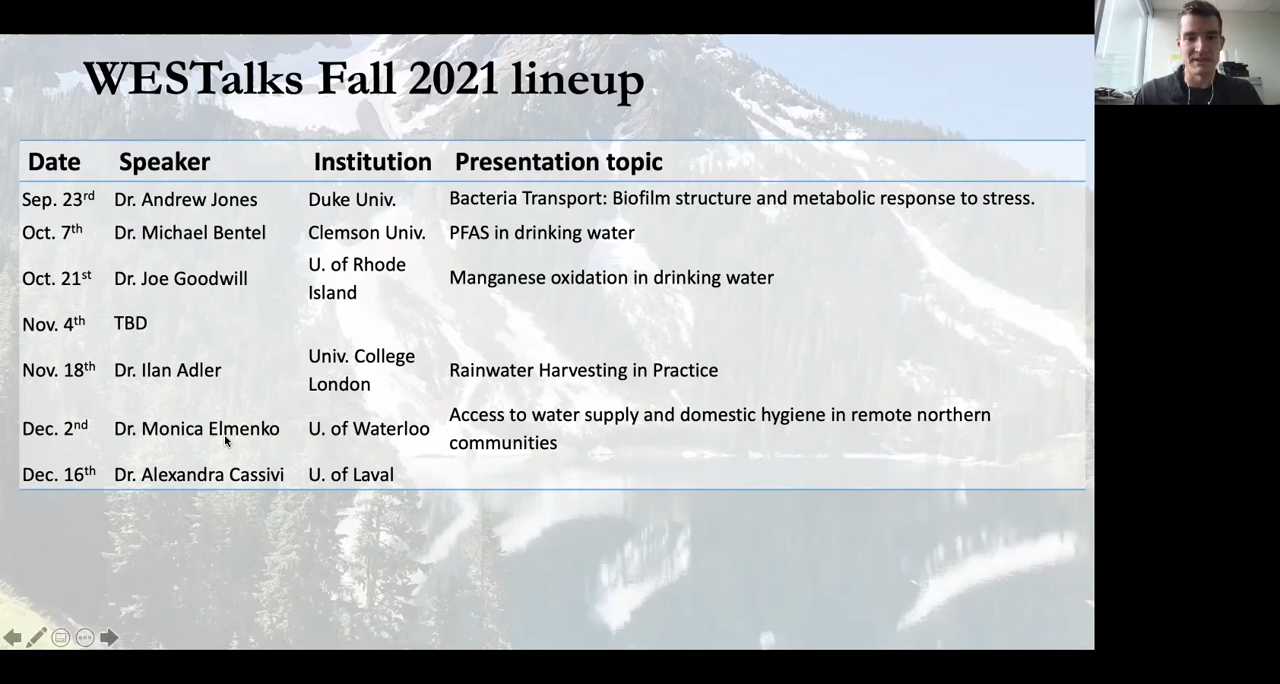 WESTalks Fall 2021 lineup
Date Speaker Institution Presentation topic
Sep. 23rd Dr. Andrew Jones Duke Univ. Bacteria Transport: Biofilm structure and metabolic response to stress.
Oct. 7th Dr. Michael Bentel Clemson Univ. PFAS in drinking water
Oct. 21st Dr. Joe Goodwill U. of Rhode
Island Manganese oxidation in drinking water
Nov. 4th TBD
Nov. 18th Dr. Ilan Adler Univ. College
London Rainwater Harvesting in Practice
Dec. 2nd Dr. Monica Elmenko U. of Waterloo Access to water supply and domestic hygiene in remote northern
communities
Dec. 16th Dr. Alexandra Cassivi U. of Laval